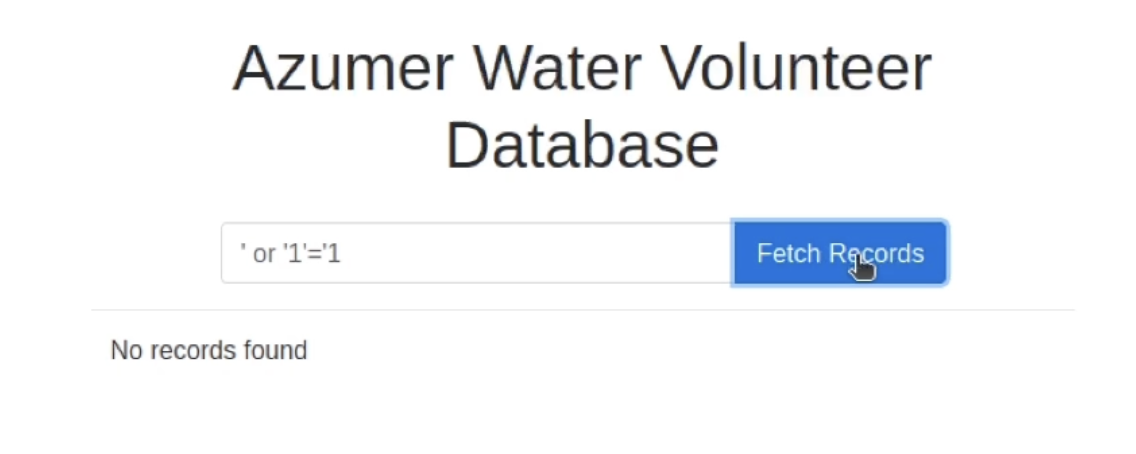 Azumer Water Volunteer
Database
' or '1'='1
Fetch Records
No records found